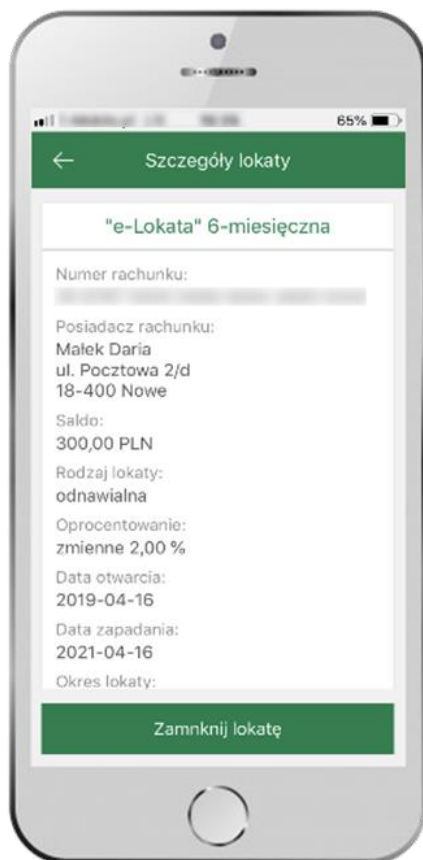 65%
Szczegóły lokaty
"e-Lokata" 6-miesięczna
Numer rachunku:
Posiadacz rachunku:
Małek Daria
ul. Pocztowa 2/d
18-400 Nowe
Saldo:
300,00 PLN
Rodzaj lokaty:
odnawialna
Oprocentowanie:
zmienne 2,00 %
Data otwarcia:
2019-04-16
Data zapadania:
2021-04-16
Okres lokaty:
Zamnknij lokatę